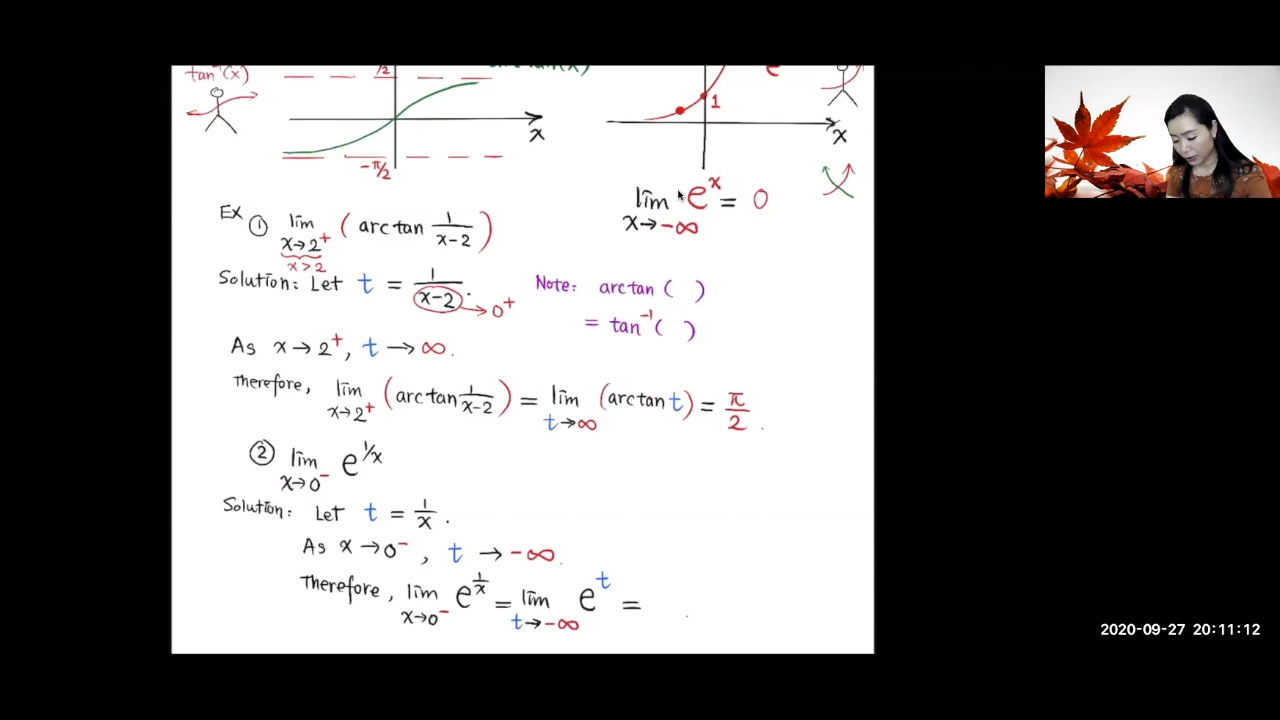 tan⁻¹(x)
π/2
arctan(x)
x
-π/2
e
1
x
lim e^x = 0
x→-∞
Ex ① lim (arctan 1/(x-2))
x→2⁺
x>2
Solution: Let t = 1/(x-2).
→0⁺
Note: arctan ( )
= tan⁻¹( )
As x→2⁺, t → ∞.
Therefore, lim (arctan 1/(x-2)) = lim (arctan t) = π/2.
x→2⁺ t→∞
② lim e^(1/x)
x→0⁻
Solution: Let t = 1/x.
As x→0⁻, t → -∞.
Therefore, lim e^(1/x) = lim e^t =
x→0⁻ t→-∞
2020-09-27 20:11:12